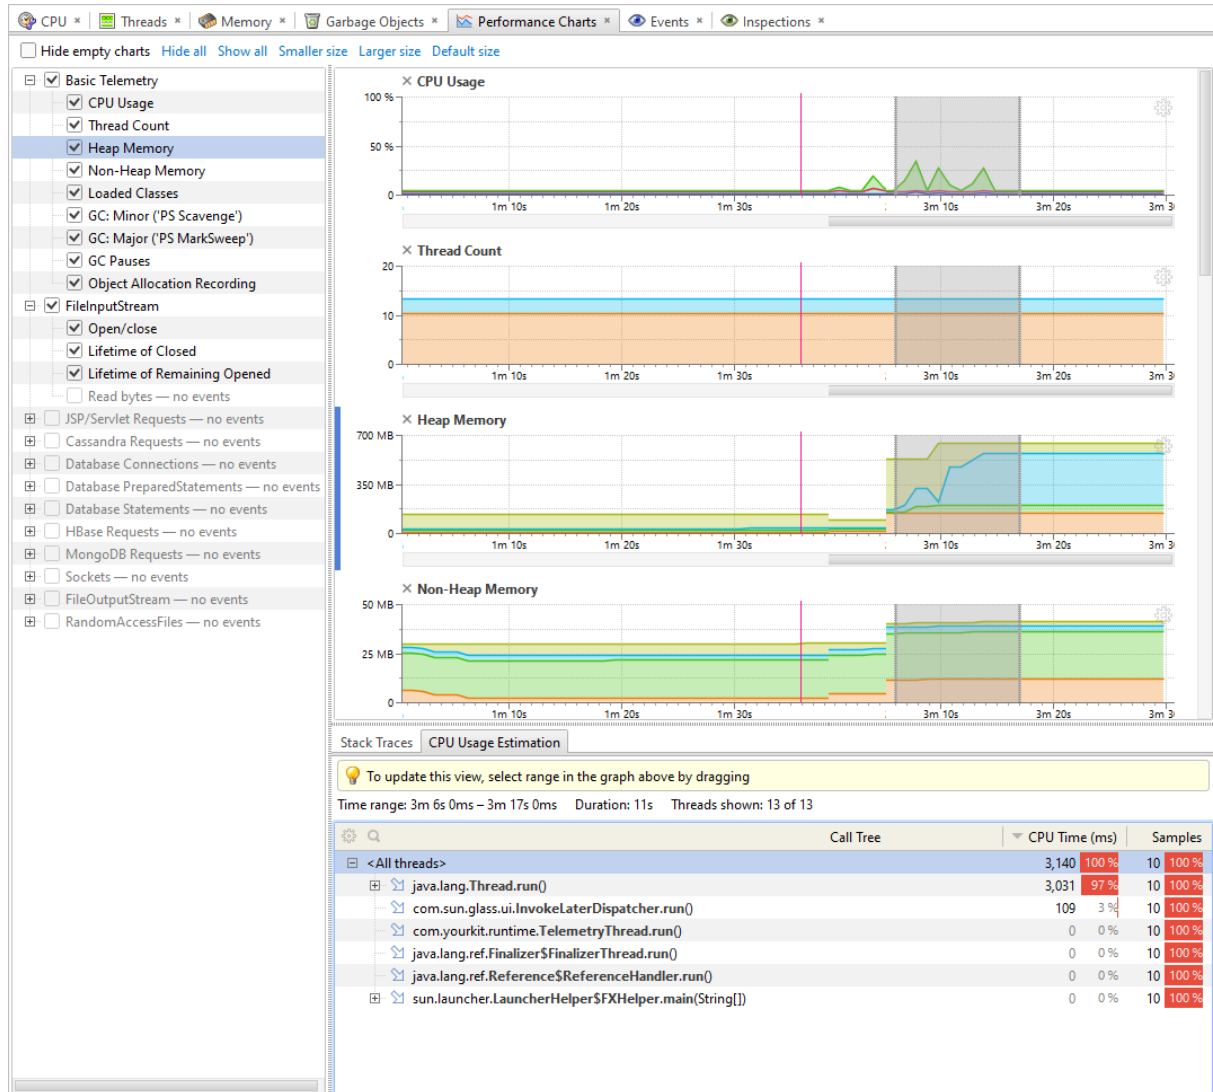 CPU × Threads × Memory × Garbage Objects × Performance Charts × Events × Inspections ×
Hide empty charts Hide all Show all Smaller size Larger size Default size
Basic Telemetry
CPU Usage
Thread Count
Heap Memory
Non-Heap Memory
Loaded Classes
GC: Minor ('PS Scavenge')
GC: Major ('PS MarkSweep')
GC Pauses
Object Allocation Recording
FileInputStream
Open/close
Lifetime of Closed
Lifetime of Remaining Opened
Read bytes — no events
JSP/Servlet Requests — no events
Cassandra Requests — no events
Database Connections — no events
Database PreparedStatements — no events
Database Statements — no events
HBase Requests — no events
MongoDB Requests — no events
Sockets — no events
FileOutputStream — no events
RandomAccessFiles — no events
× CPU Usage
100 %
50 %
0
1m 10s 1m 20s 1m 30s 3m 10s 3m 20s 3m 3
× Thread Count
20
10
0
1m 10s 1m 20s 1m 30s 3m 10s 3m 20s 3m 3
× Heap Memory
700 MB
350 MB
0
1m 10s 1m 20s 1m 30s 3m 10s 3m 20s 3m 3
× Non-Heap Memory
50 MB
25 MB
0
1m 10s 1m 20s 1m 30s 3m 10s 3m 20s 3m 3
Stack Traces CPU Usage Estimation
To update this view, select range in the graph above by dragging
Time range: 3m 6s 0ms – 3m 17s 0ms Duration: 11s Threads shown: 13 of 13
Call Tree CPU Time (ms) Samples
<All threads> 3,140 100 % 10 100 %
java.lang.Thread.run() 3,031 97 % 10 100 %
com.sun.glass.ui.InvokeLaterDispatcher.run() 109 3 % 10 100 %
com.yourkit.runtime.TelemetryThread.run() 0 0 % 10 100 %
java.lang.ref.Finalizer$FinalizerThread.run() 0 0 % 10 100 %
java.lang.ref.Reference$ReferenceHandler.run() 0 0 % 10 100 %
sun.launcher.LauncherHelper$FXHelper.main(String[]) 0 0 % 10 100 %